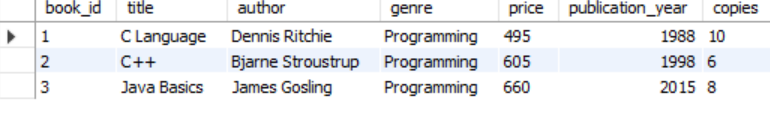 book_id title author genre price publication_year copies
1 C Language Dennis Ritchie Programming 495 1988 10
2 C++ Bjarne Stroustrup Programming 605 1998 6
3 Java Basics James Gosling Programming 660 2015 8